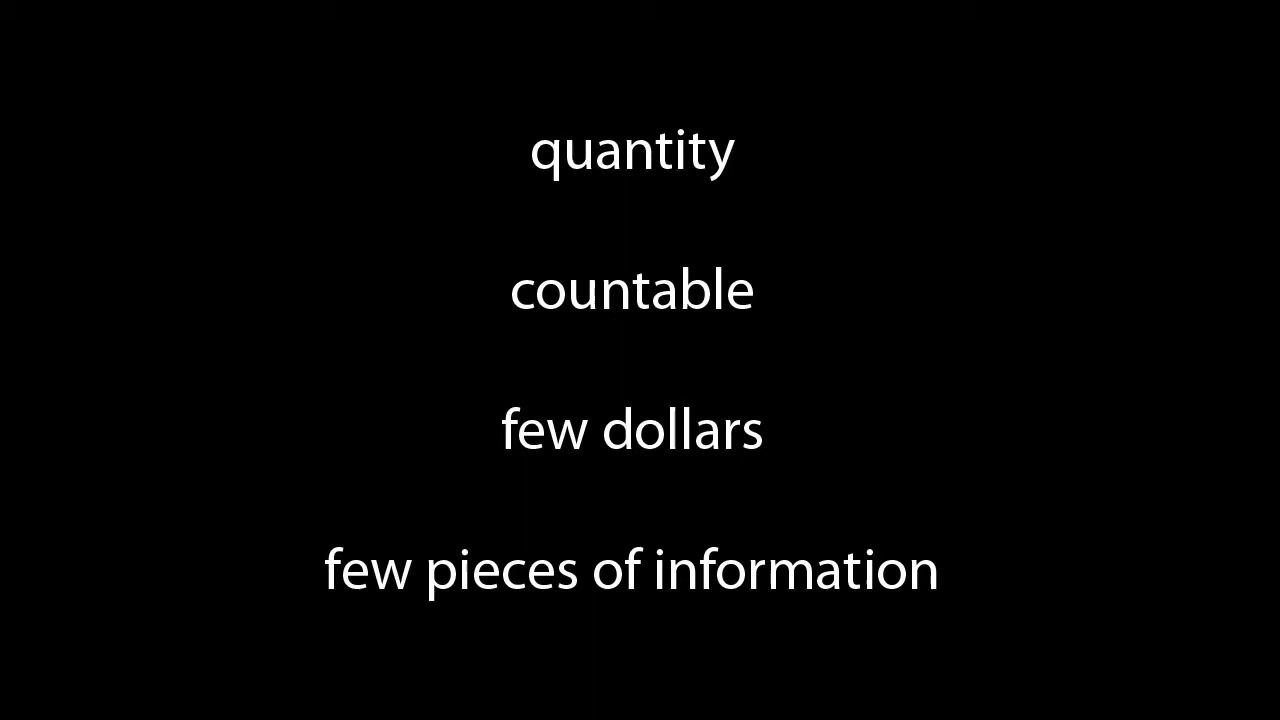 quantity
countable
few dollars
few pieces of information